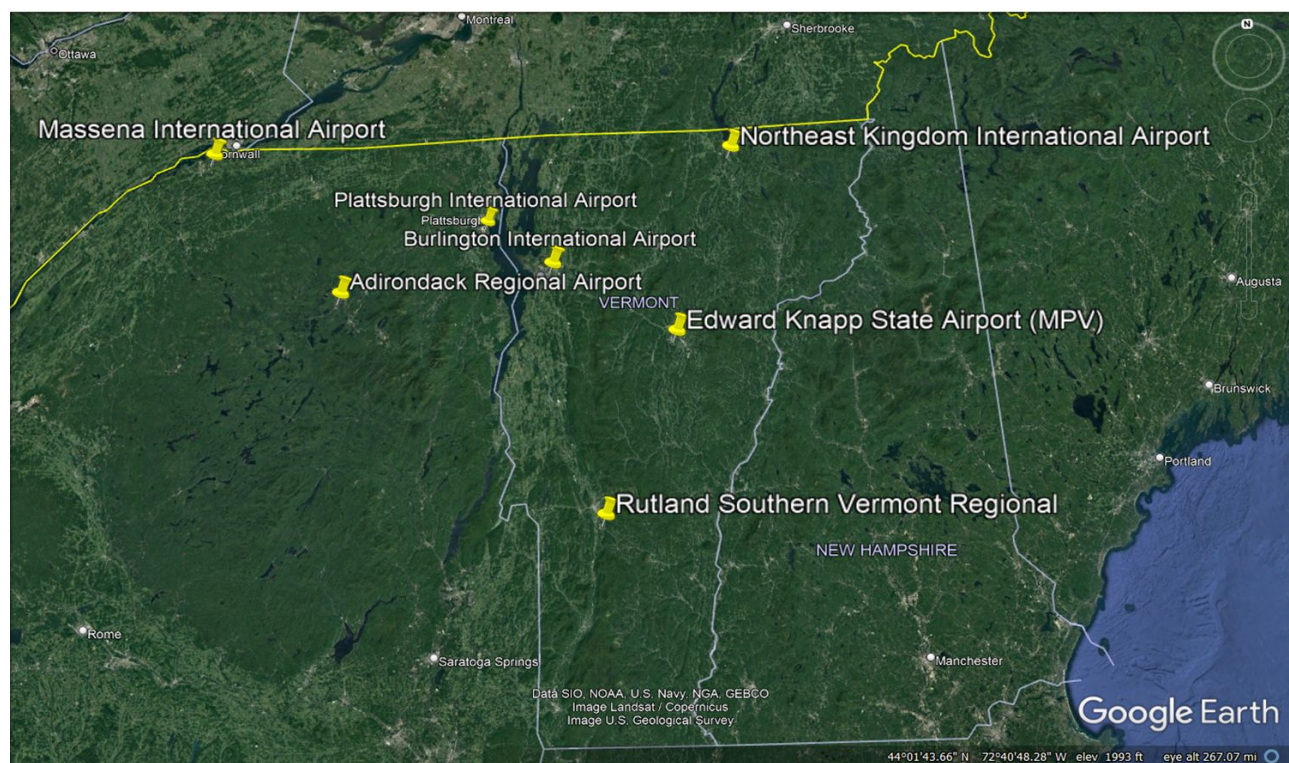 Montreal
Sherbrooke
N
Ottawa
Massena International Airport
ornwall
Northeast Kingdom International Airport
Plattsburgh International Airport
Plattsburgh
Burlington International Airport
Adirondack Regional Airport
VERMONT
Augusta
Edward Knapp State Airport (MPV)
Brunswick
Portland
Rutland Southern Vermont Regional
NEW HAMPSHIRE
Rome
Saratoga Springs
Manchester
Data SIO, NOAA, U.S. Navy, NGA, GEBCO
Image Landsat / Copernicus
Image U.S. Geological Survey
Google Earth
44°01'43.66" N 72°40'48.28" W elev 1993 ft eye alt 267.07 mi